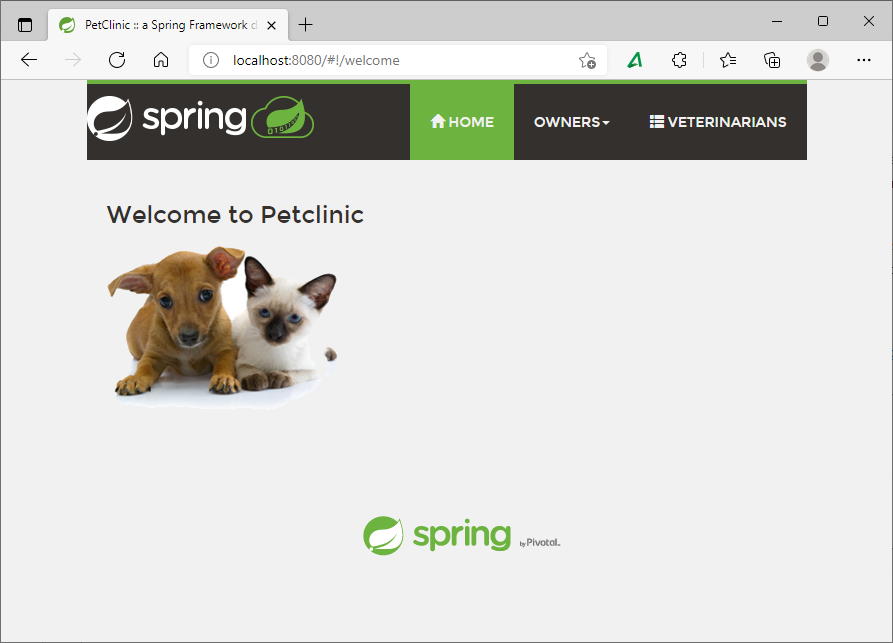 PetClinic :: a Spring Framework d
localhost:8080/#!/welcome
spring
HOME
OWNERS
VETERINARIANS
Welcome to Petclinic
spring
by Pivotal